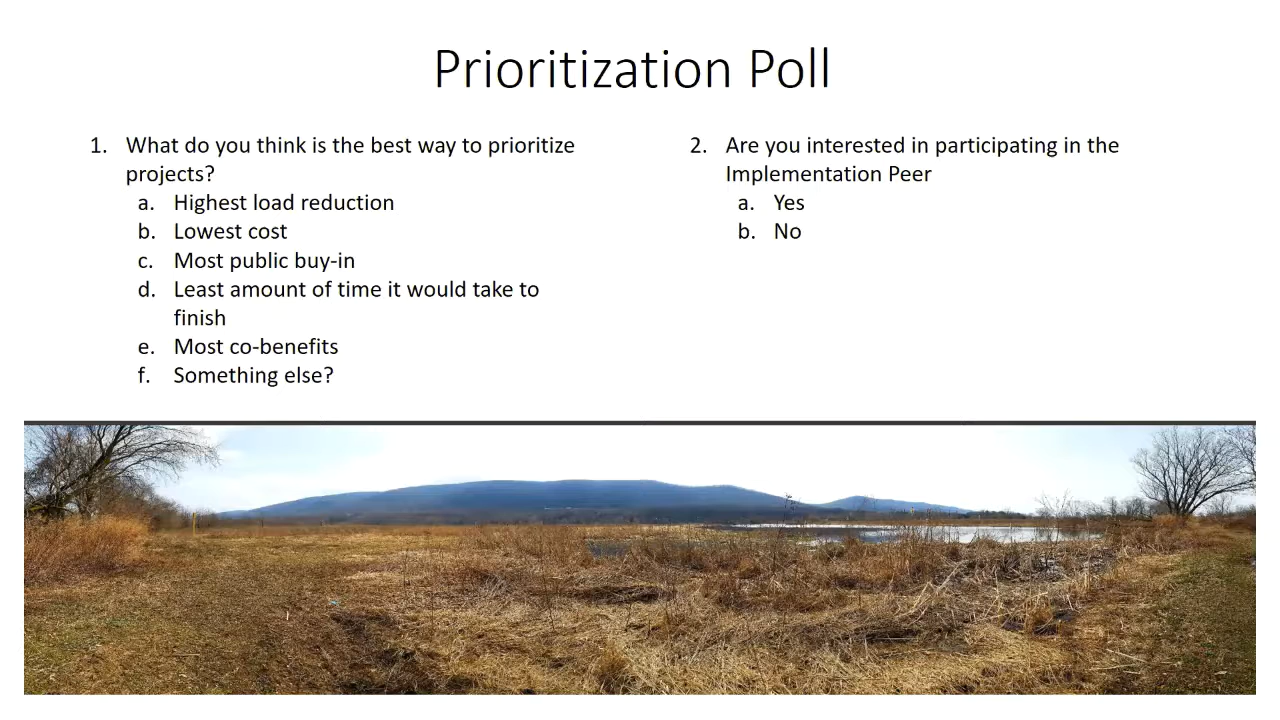 Prioritization Poll
1. What do you think is the best way to prioritize
projects?
a. Highest load reduction
b. Lowest cost
c. Most public buy-in
d. Least amount of time it would take to
finish
e. Most co-benefits
f. Something else?
2. Are you interested in participating in the
Implementation Peer
a. Yes
b. No